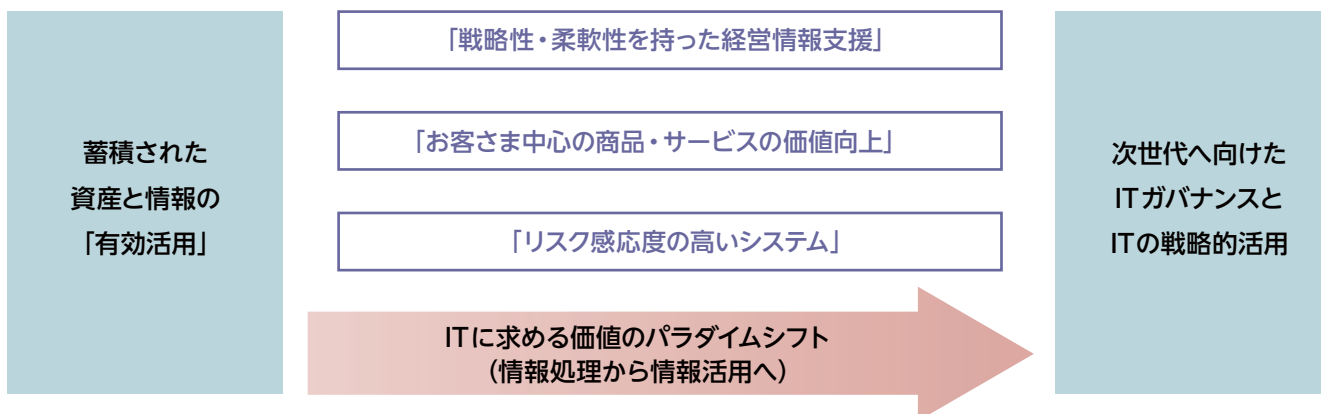 蓄積された
資産と情報の
「有効活用」
「戦略性・柔軟性を持った経営情報支援」
「お客さま中心の商品・サービスの価値向上」
「リスク感応度の高いシステム」
ITに求める価値のパラダイムシフト
（情報処理から情報活用へ）
次世代へ向けた
ITガバナンスと
ITの戦略的活用